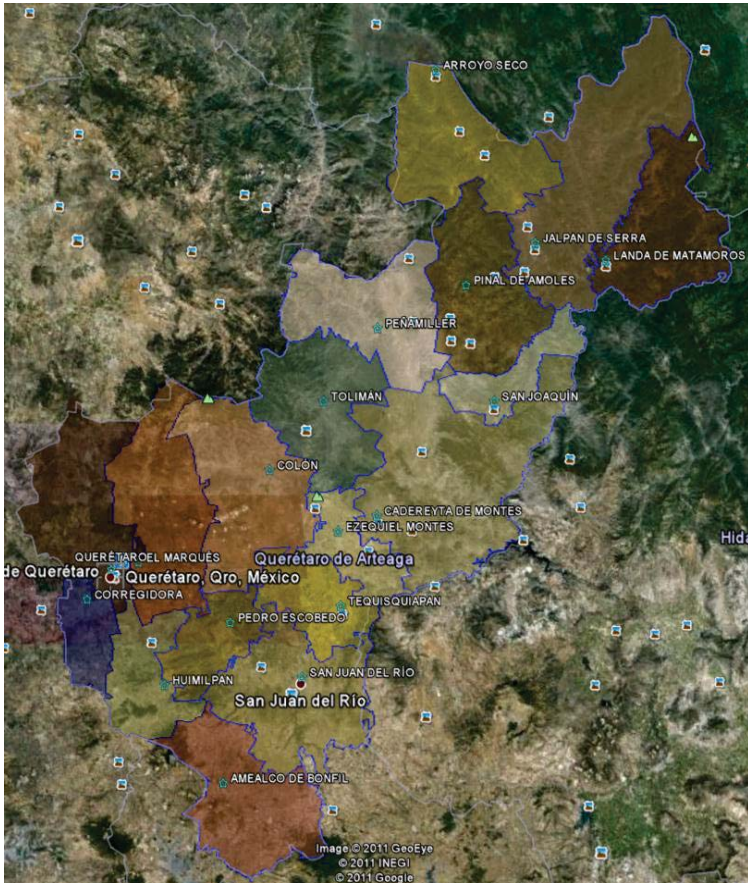 ARROYO SECO
JALPAN DE SERRA
LANDA DE MATAMOROS
PINAL DE AMOLES
PEÑAMILLER
TOLIMÁN
SAN JOAQUÍN
COLÓN
CADEREYTA DE MONTES
EZEQUIEL MONTES
Hida
QUERÉTARO
EL MARQUÉS
Querétaro de Arteaga
de Querétaro
Querétaro, Qro, México
CORREGIDORA
TEQUISQUIAPAN
PEDRO ESCOBEDO
SAN JUAN DEL RÍO
HUIMILPAN
San Juan del Río
AMEALCO DE BONFIL
Image © 2011 GeoEye
© 2011 INEGI
© 2011 Google